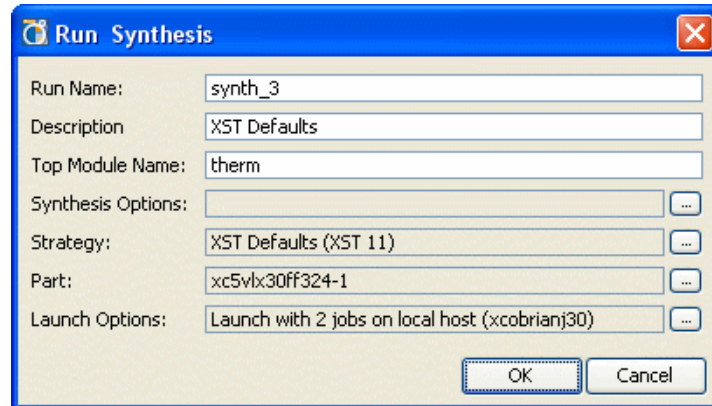 Run Synthesis
Run Name: synth_3
Description XST Defaults
Top Module Name: therm
Synthesis Options: ...
Strategy: XST Defaults (XST 11) ...
Part: xc5vlx30ff324-1 ...
Launch Options: Launch with 2 jobs on local host (xcobrianj30) ...
OK Cancel